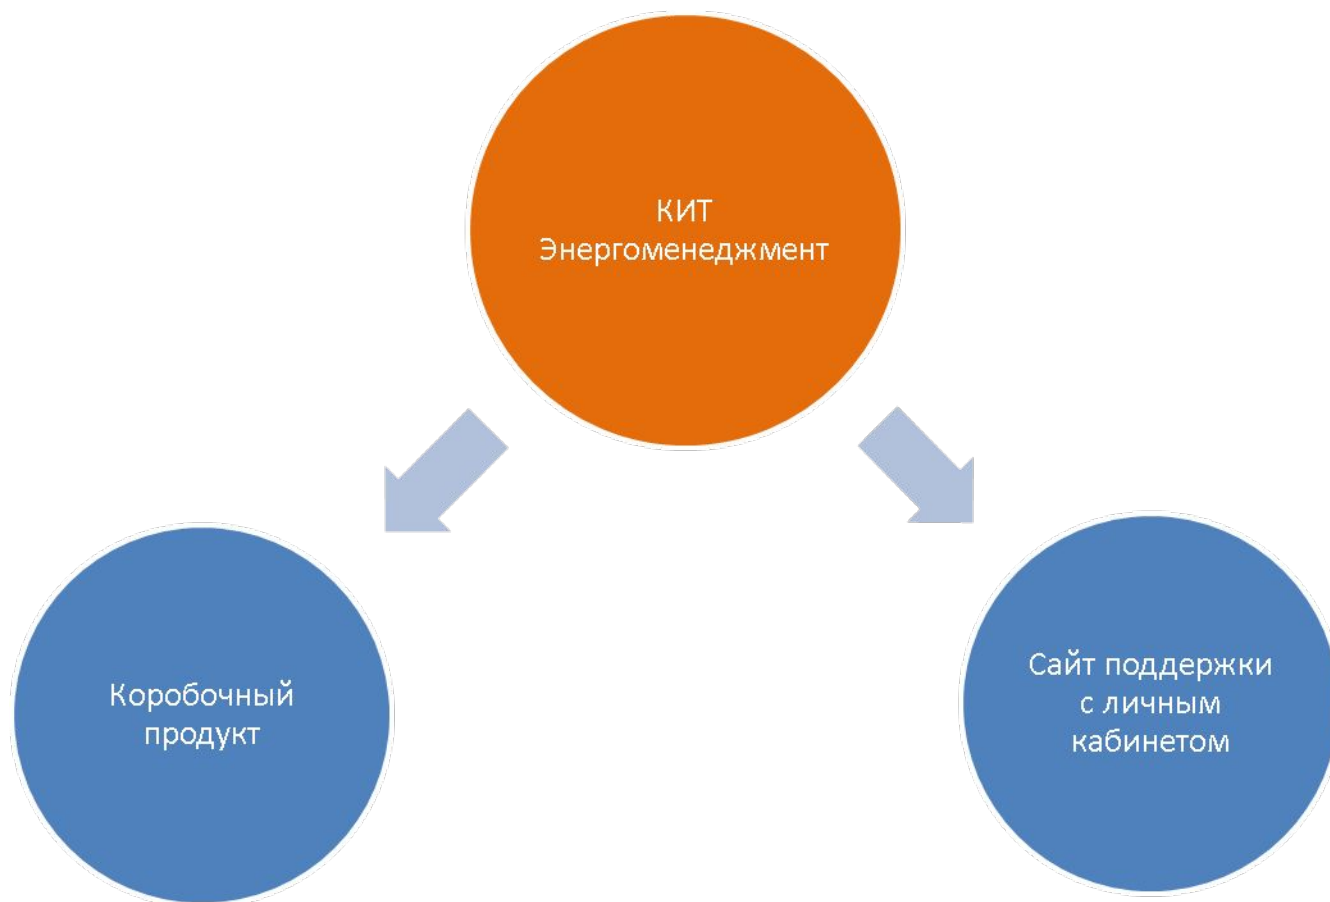 КИТ
Энергоменеджмент
Коробочный
продукт
Сайт поддержки
с личным
кабинетом